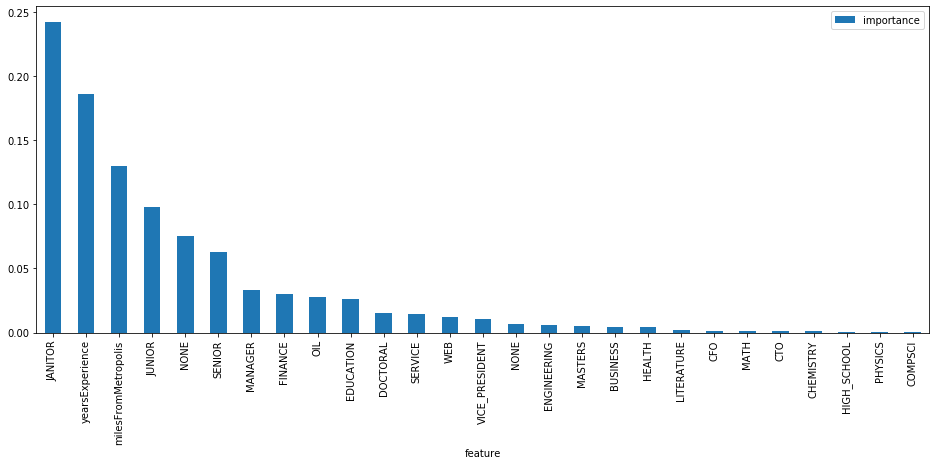 importance
0.25
0.20
0.15
0.10
0.05
0.00
JANITOR
yearsExperience
milesFromMetropolis
JUNIOR
NONE
SENIOR
MANAGER
FINANCE
OIL
EDUCATION
DOCTORAL
SERVICE
WEB
VICE_PRESIDENT
NONE
ENGINEERING
MASTERS
BUSINESS
HEALTH
LITERATURE
CFO
MATH
CTO
CHEMISTRY
HIGH_SCHOOL
PHYSICS
COMPSCI
feature